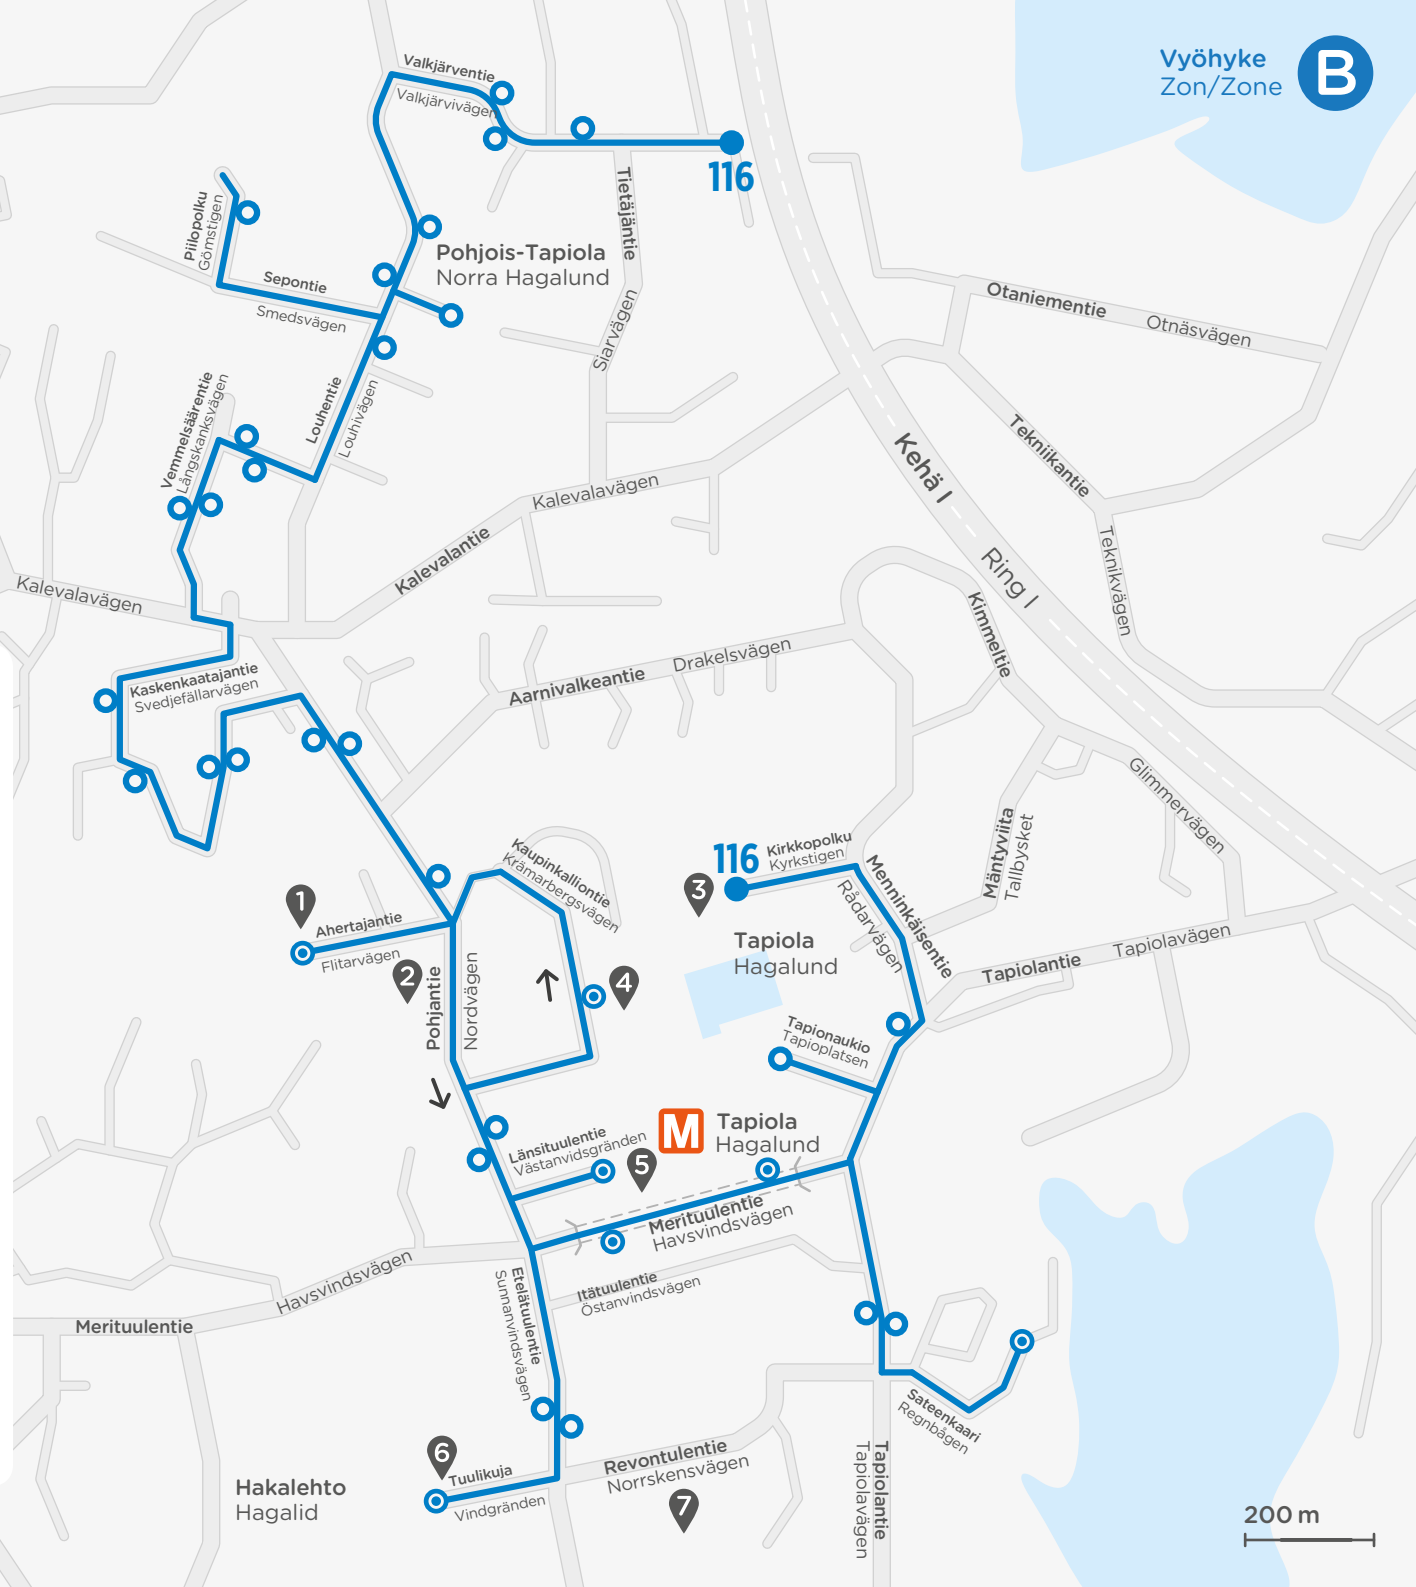 Vyöhyke
Zon/Zone
B
Valkjärventie
Valkjärvivägen
116
Tietäjäntie
Siarvägen
Piilopolku
Gömstigen
Sepontie
Smedsvägen
Pohjois-Tapiola
Norra Hagalund
Otaniementie
Otnäsvägen
Vemmelsäärentie
Långskanksvägen
Louhentie
Louhivägen
Kalevalavägen
Kalevalantie
Kehä I
Ring I
Tekniikantie
Teknikvägen
Kalevalavägen
Kimmeltie
Glimmervägen
Aarnivalkeantie
Drakelsvägen
Kaskenkaatajantie
Svedjefällarvägen
Mäntyviita
Tallbysket
116
Kirkkopolku
Kyrkstigen
3
Menninkäisentie
Rådarvägen
Kaupinkalliontie
Krämarbergsvägen
1
Ahertajantie
Flitarvägen
2
Pohjantie
Nordvägen
4
Tapiola
Hagalund
Tapiolantie
Tapiolavägen
Tapionaukio
Tapioplatsen
M
Tapiola
Hagalund
Länsituulentie
Västanvidsgränden
5
Merituulentie
Havsvindsvägen
Itätuulentie
Östanvindsvägen
Havsvindsvägen
Merituulentie
Etelätuulentie
Sunnanvindsvägen
Sateenkaari
Regnbågen
6
Tuulikuja
Vindgränden
Revontulentie
Norrskensvägen
7
Tapiolantie
Tapiolavägen
Hakalehto
Hagalid
200 m